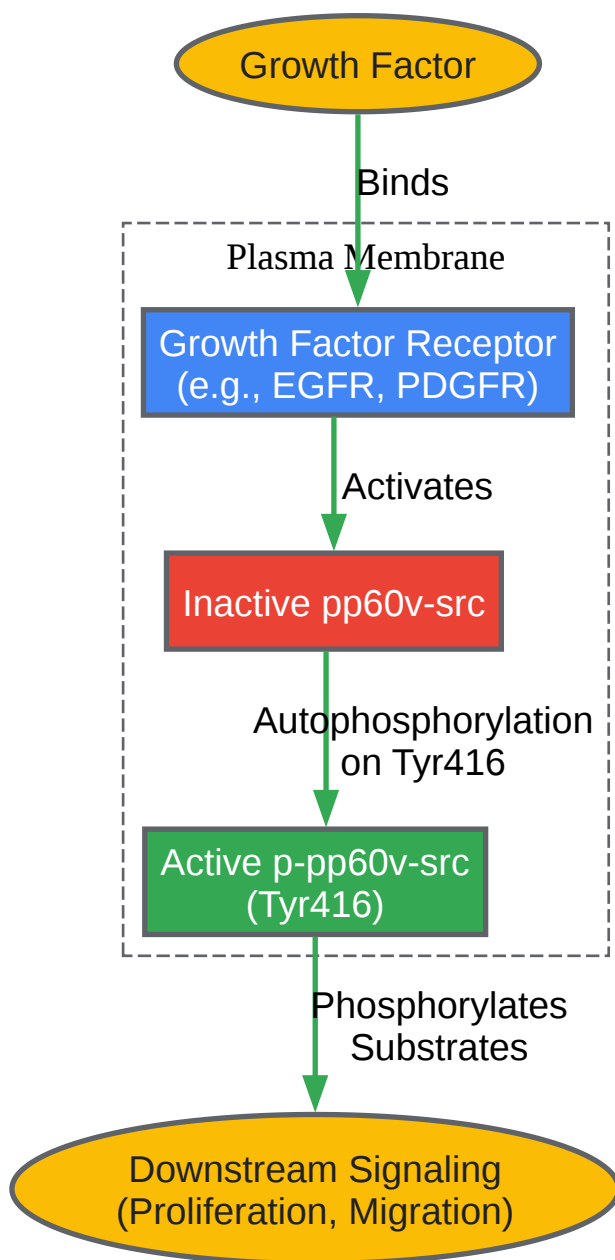 Growth Factor
Binds
Plasma Membrane
Growth Factor Receptor
(e.g., EGFR, PDGFR)
Activates
Inactive pp60v-src
Autophosphorylation
on Tyr416
Active p-pp60v-src
(Tyr416)
Phosphorylates
Substrates
Downstream Signaling
(Proliferation, Migration)